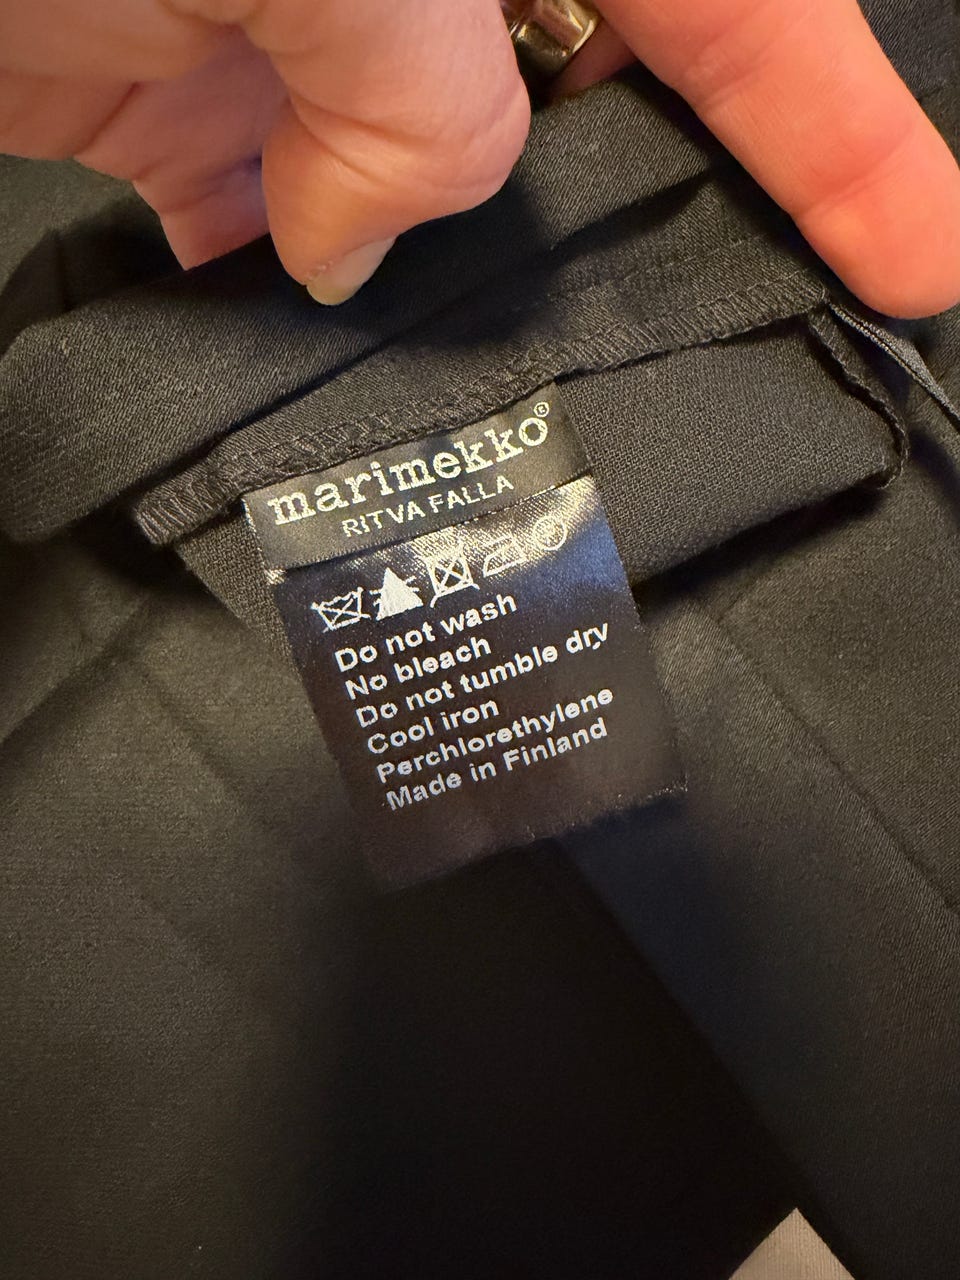 marimekko®
RITVA FALLA
Do not wash
No bleach
Do not tumble dry
Cool iron
Perchlorethylene
Made in Finland